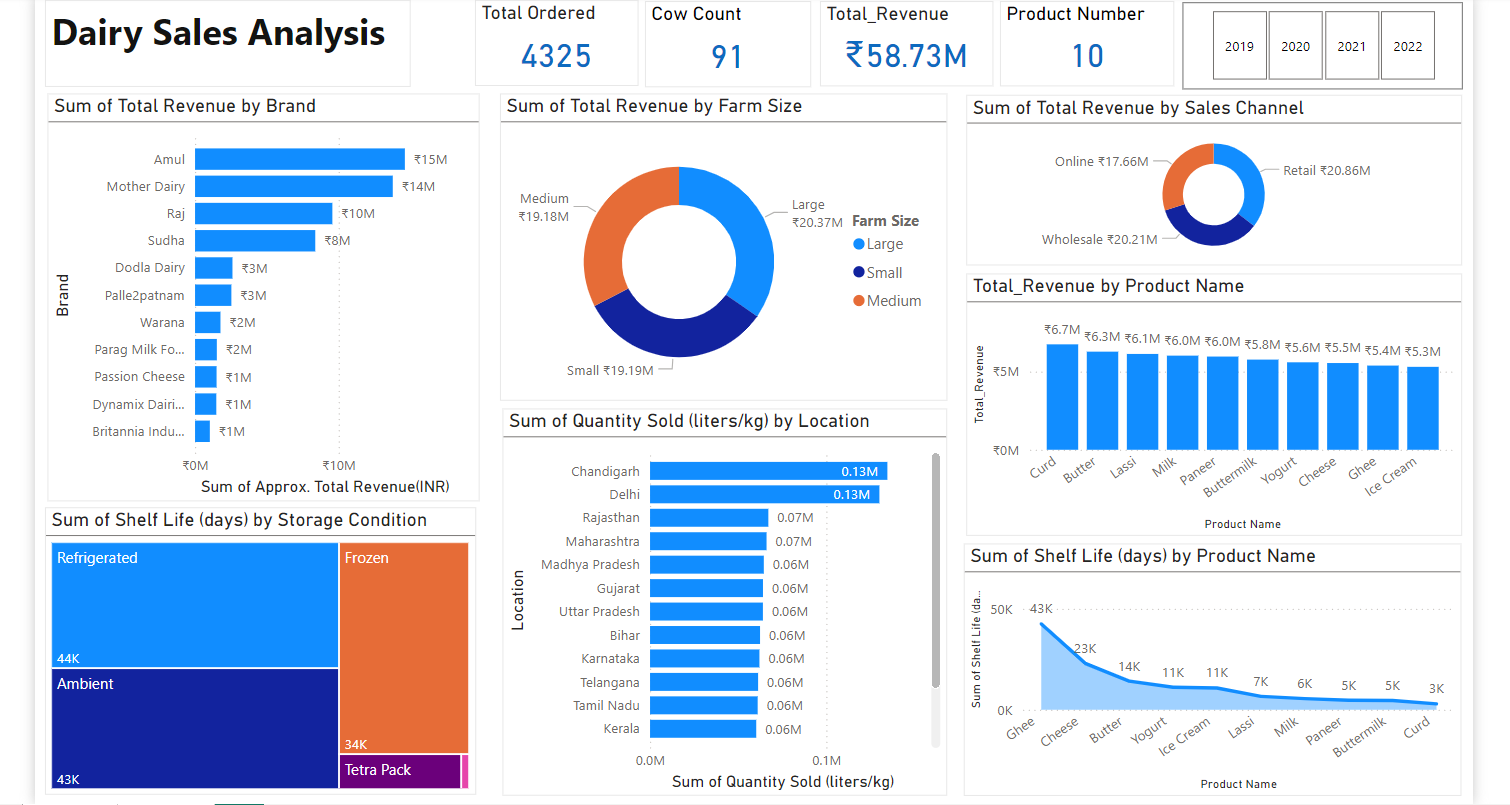 Dairy Sales Analysis
Total Ordered
4325
Cow Count
91
Total_Revenue
₹58.73M
Product Number
10
2019
2020
2021
2022
Sum of Total Revenue by Brand
Brand
Amul ₹15M
Mother Dairy ₹14M
Raj ₹10M
Sudha ₹8M
Dodla Dairy ₹3M
Palle2patnam ₹3M
Warana ₹2M
Parag Milk Fo... ₹2M
Passion Cheese ₹1M
Dynamix Dairi... ₹1M
Britannia Indu... ₹1M
₹0M ₹10M
Sum of Approx. Total Revenue(INR)
Sum of Total Revenue by Farm Size
Medium
₹19.18M
Large
₹20.37M
Small ₹19.19M
Farm Size
Large
Small
Medium
Sum of Total Revenue by Sales Channel
Online ₹17.66M
Retail ₹20.86M
Wholesale ₹20.21M
Total_Revenue by Product Name
Total_Revenue
₹6.7M ₹6.3M ₹6.1M ₹6.0M ₹6.0M ₹5.8M ₹5.6M ₹5.5M ₹5.4M ₹5.3M
₹5M
₹0M
Curd Butter Lassi Milk Paneer Buttermilk Yogurt Cheese Ghee Ice Cream
Product Name
Sum of Shelf Life (days) by Storage Condition
Refrigerated
44K
Ambient
43K
Frozen
34K
Tetra Pack
Sum of Quantity Sold (liters/kg) by Location
Location
Chandigarh 0.13M
Delhi 0.13M
Rajasthan 0.07M
Maharashtra 0.07M
Madhya Pradesh 0.06M
Gujarat 0.06M
Uttar Pradesh 0.06M
Bihar 0.06M
Karnataka 0.06M
Telangana 0.06M
Tamil Nadu 0.06M
Kerala 0.06M
0.0M 0.1M
Sum of Quantity Sold (liters/kg)
Sum of Shelf Life (days) by Product Name
Sum of Shelf Life (da...
50K
0K
43K 23K 14K 11K 11K 7K 6K 5K 5K 3K
Ghee Cheese Butter Yogurt Ice Cream Lassi Milk Paneer Buttermilk Curd
Product Name